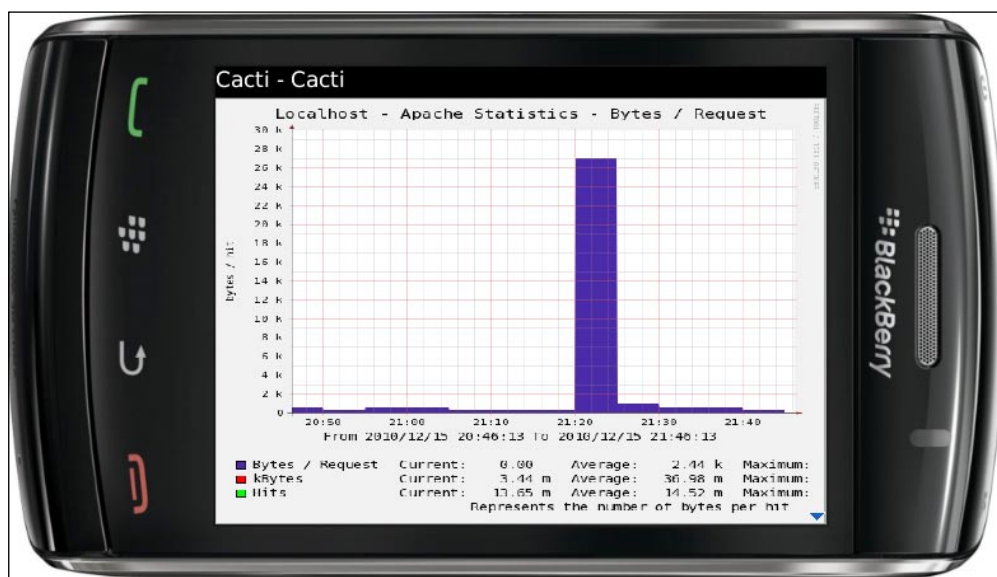 Cacti - Cacti
Localhost - Apache Statistics - Bytes / Request
30 k
28 k
26 k
24 k
22 k
20 k
18 k
16 k
14 k
12 k
10 k
8 k
6 k
4 k
2 k
0
bytes / hit
20:50 21:00 21:10 21:20 21:30 21:40
From 2010/12/15 20:46:13 To 2010/12/15 21:46:13
Bytes / Request Current: 0.00 Average: 2.44 k Maximum:
kBytes Current: 3.44 m Average: 36.98 m Maximum:
Hits Current: 13.65 m Average: 14.52 m Maximum:
Represents the number of bytes per hit
BlackBerry